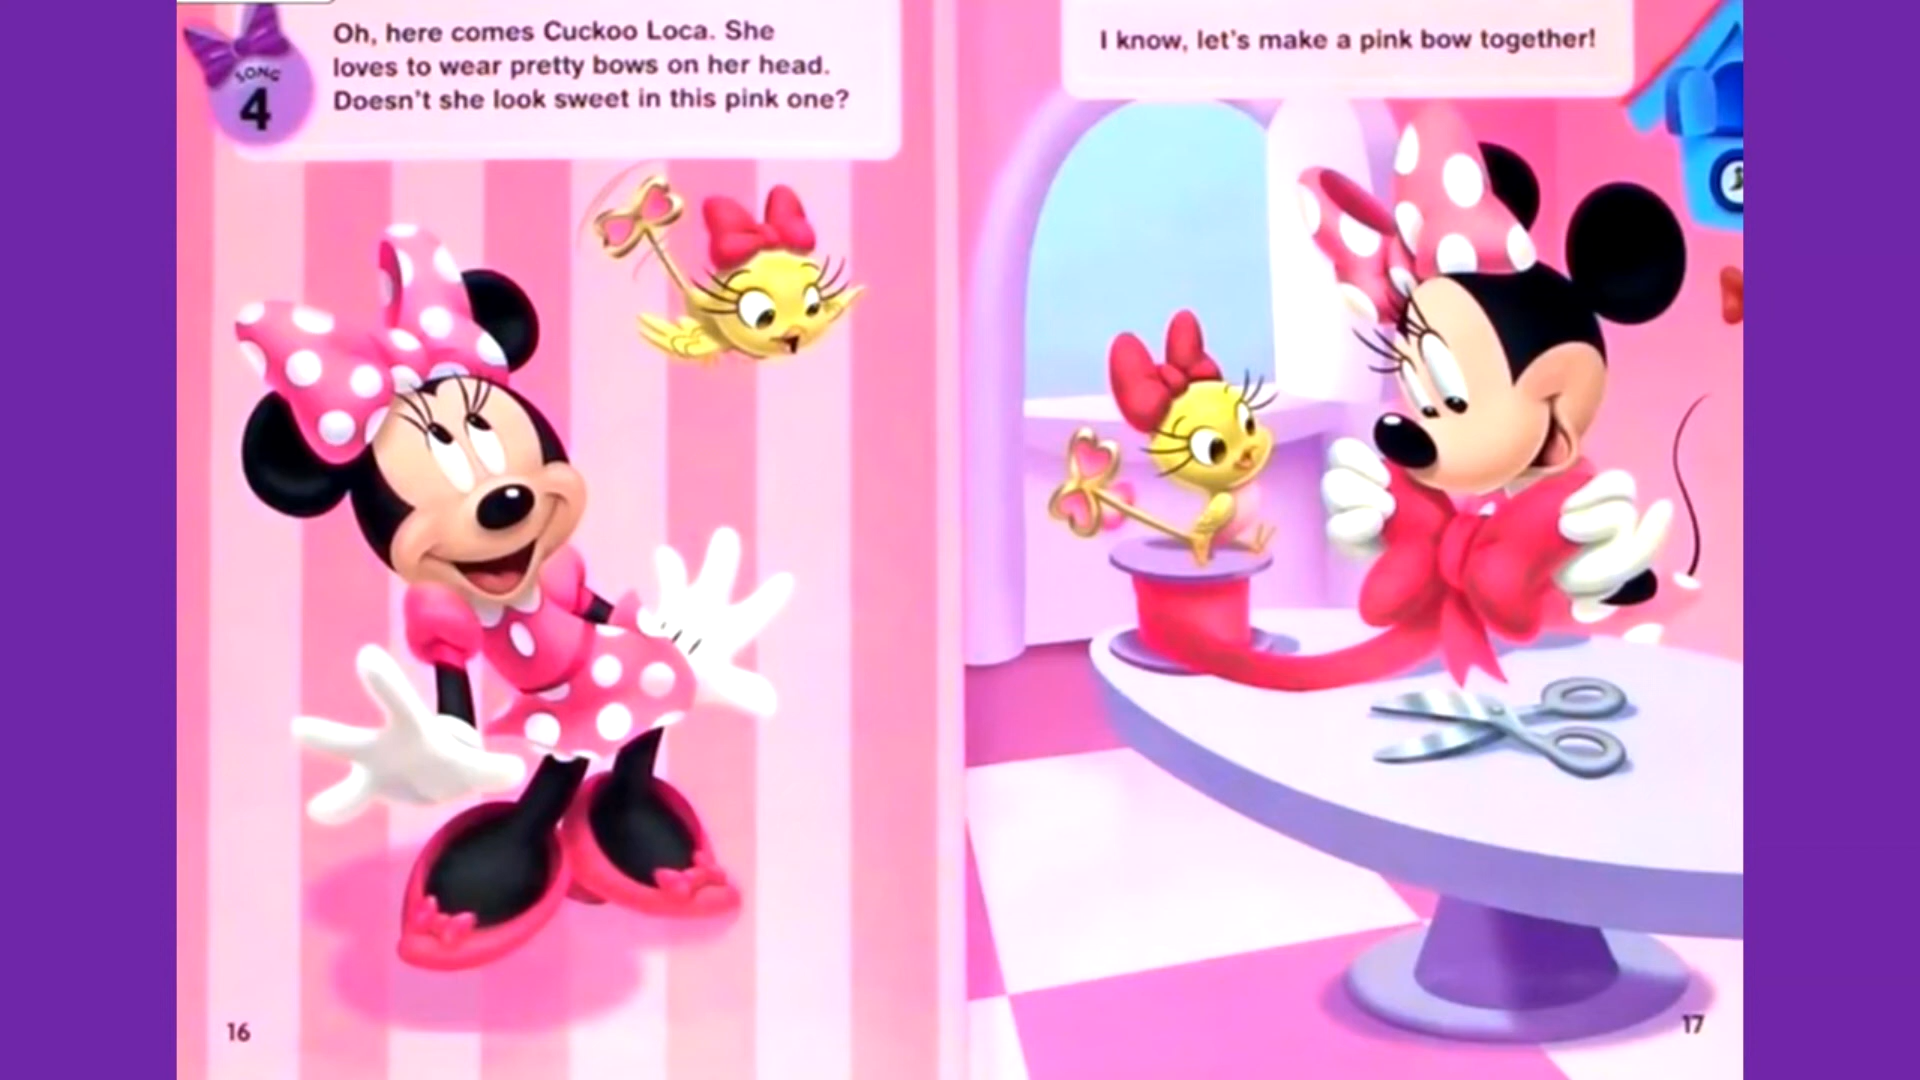 SONG
4
Oh, here comes Cuckoo Loca. She
loves to wear pretty bows on her head.
Doesn't she look sweet in this pink one?
I know, let's make a pink bow together!
16
17